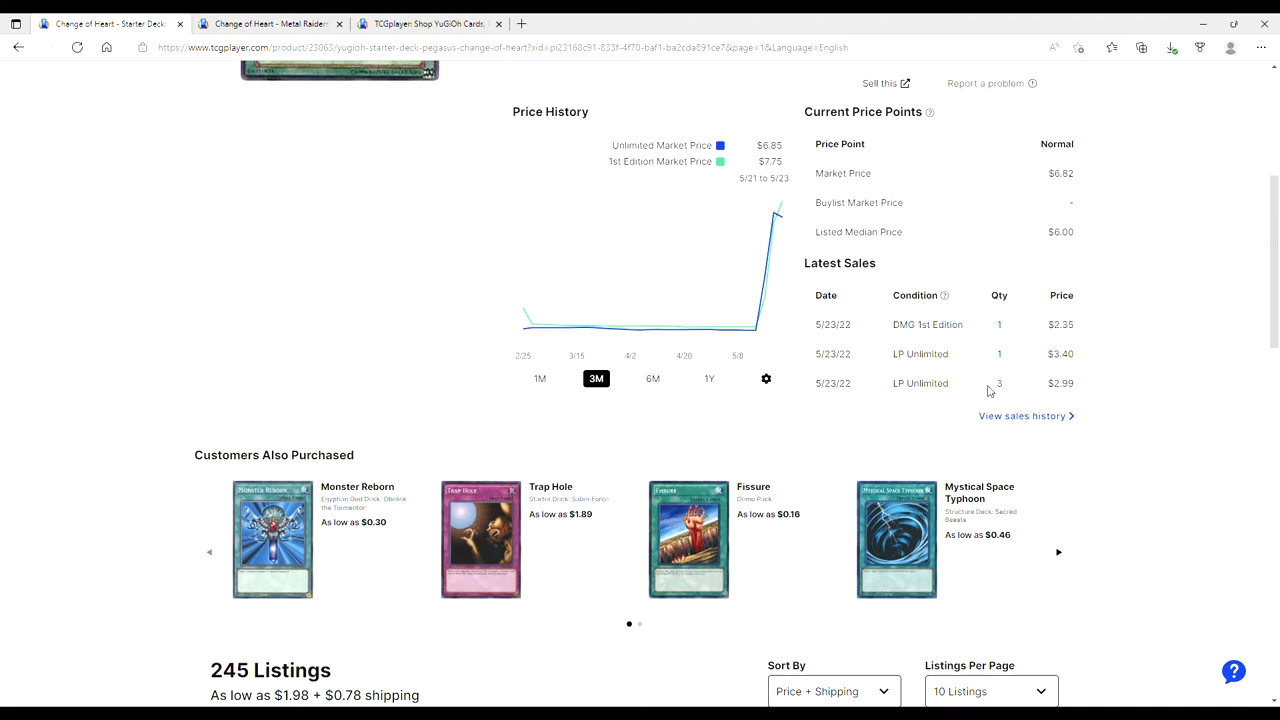 Change of Heart - Starter Deck:
Change of Heart - Metal Raiders
TCGplayer: Shop YuGiOh Cards,
https://www.tcgplayer.com/product/23063/yugioh-starter-deck-pegasus-change-of-heart?xid=pi23168c91-833f-4f70-baf1-ba2cda891ce7&page=1&Language=English
Sell this
Report a problem
Price History
Current Price Points
Unlimited Market Price $6.85
1st Edition Market Price $7.75
5/21 to 5/23
Price Point Normal
Market Price $6.82
Buylist Market Price -
Listed Median Price $6.00
Latest Sales
Date Condition Qty Price
5/23/22 DMG 1st Edition 1 $2.35
5/23/22 LP Unlimited 1 $3.40
5/23/22 LP Unlimited 3 $2.99
View sales history
2/25 3/15 4/2 4/20 5/8
1M 3M 6M 1Y
Customers Also Purchased
MONSTER REBORN
Monster Reborn
Egyptian God Deck: Obelisk
the Tormentor
As low as $0.30
TRAP HOLE
Trap Hole
Starter Deck: Saber Force
As low as $1.89
FISSURE
Fissure
Demo Pack
As low as $0.16
MYSTICAL SPACE TYPHOON
Mystical Space
Typhoon
Structure Deck: Sacred
Beasts
As low as $0.46
245 Listings
As low as $1.98 + $0.78 shipping
Sort By
Price + Shipping
Listings Per Page
10 Listings